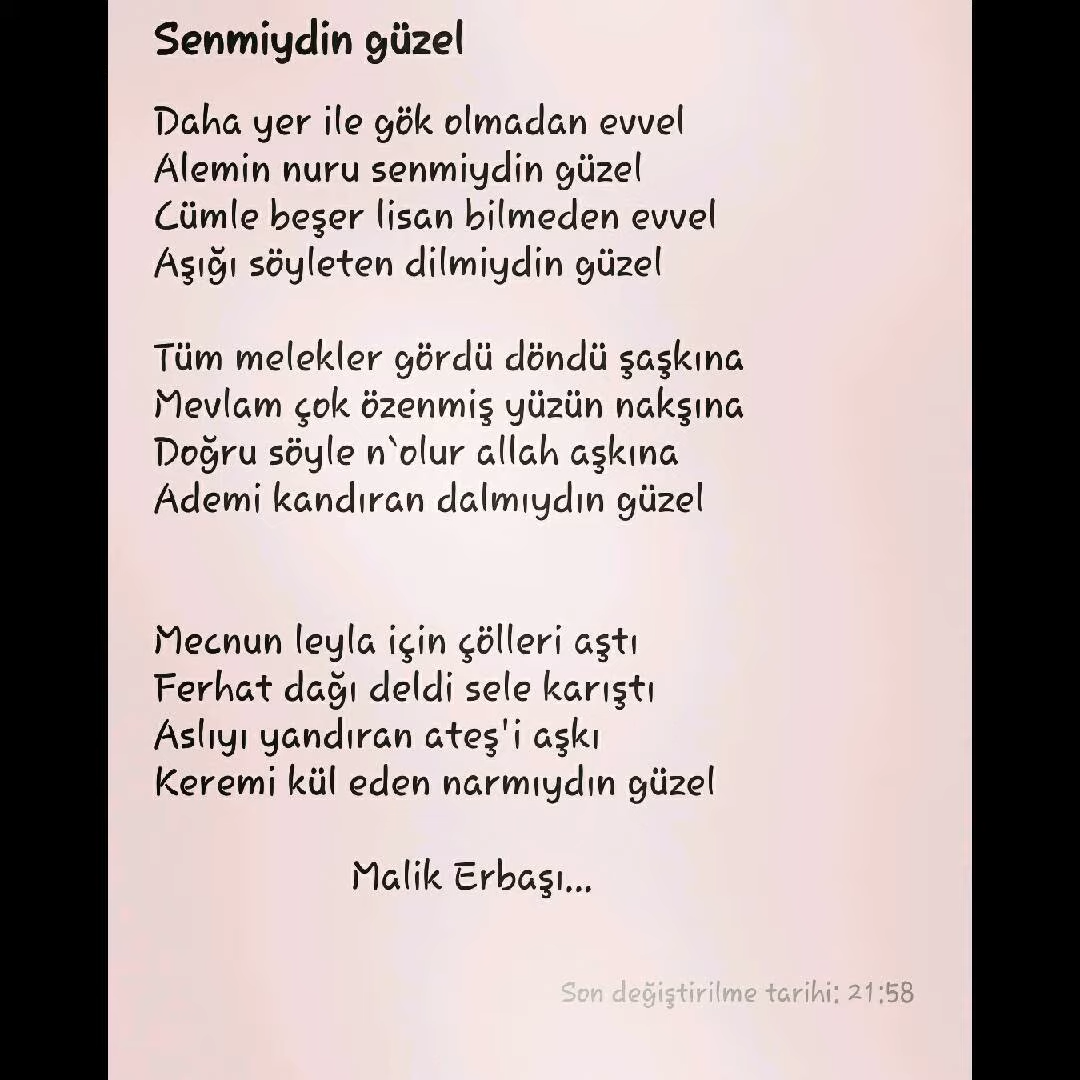 Senmiydin güzel
Daha yer ile gök olmadan evvel
Alemin nuru senmiydin güzel
Cümle beşer lisan bilmeden evvel
Aşığı söyleten dilmiydin güzel
Tüm melekler gördü döndü şaşkına
Mevlam çok özenmiş yüzün nakşına
Doğru söyle n`olur allah aşkına
Ademi kandıran dalmıydın güzel
Mecnun leyla için çölleri aştı
Ferhat dağı deldi sele karıştı
Aslıyı yandıran ateş'i aşkı
Keremi kül eden narmıydın güzel
Malik Erbaşı...
Son değiştirilme tarihi: 21:58